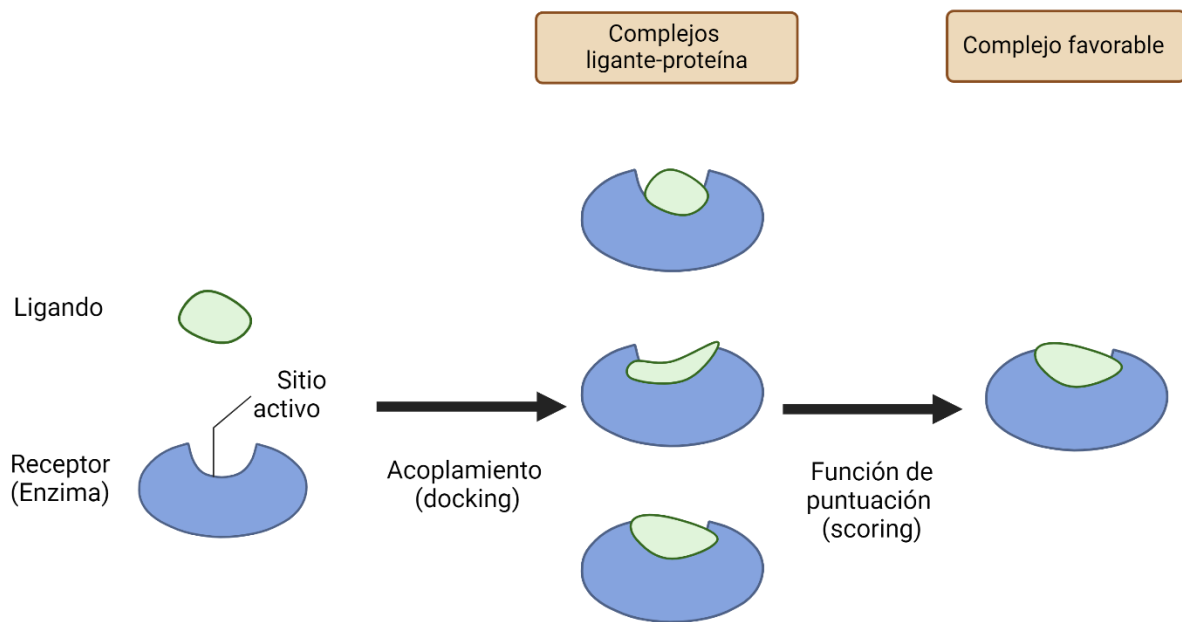 Complejos
ligante-proteína
Complejo favorable
Ligando
Sitio
activo
Receptor
(Enzima)
Acoplamiento
(docking)
Función de
puntuación
(scoring)